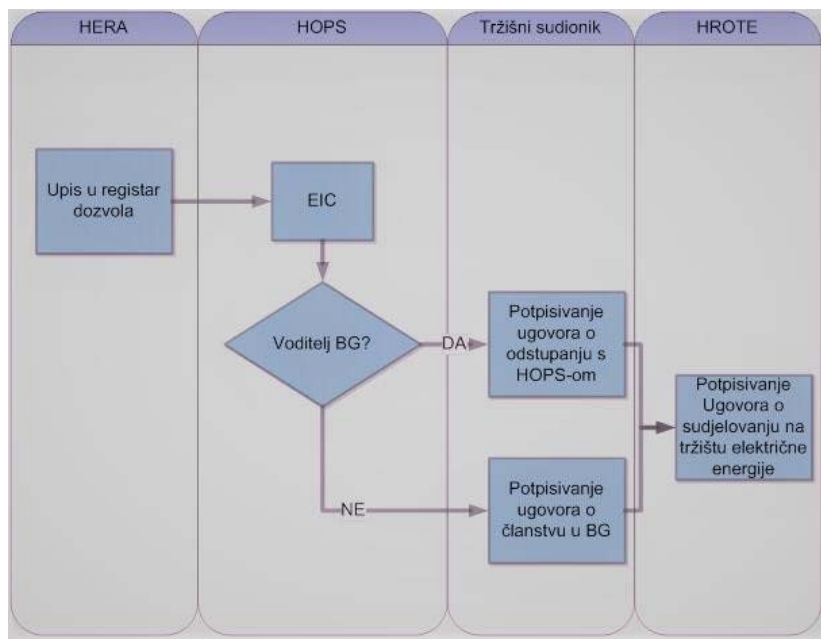 HERA
HOPS
Tržišni sudionik
HROTE
Upis u registar
dozvola
EIC
Voditelj BG?
DA
NE
Potpisivanje
ugovora o
odstupanju s
HOPS-om
Potpisivanje
ugovora o
članstvu u BG
Potpisivanje
Ugovora o
sudjelovanju na
tržištu električne
energije